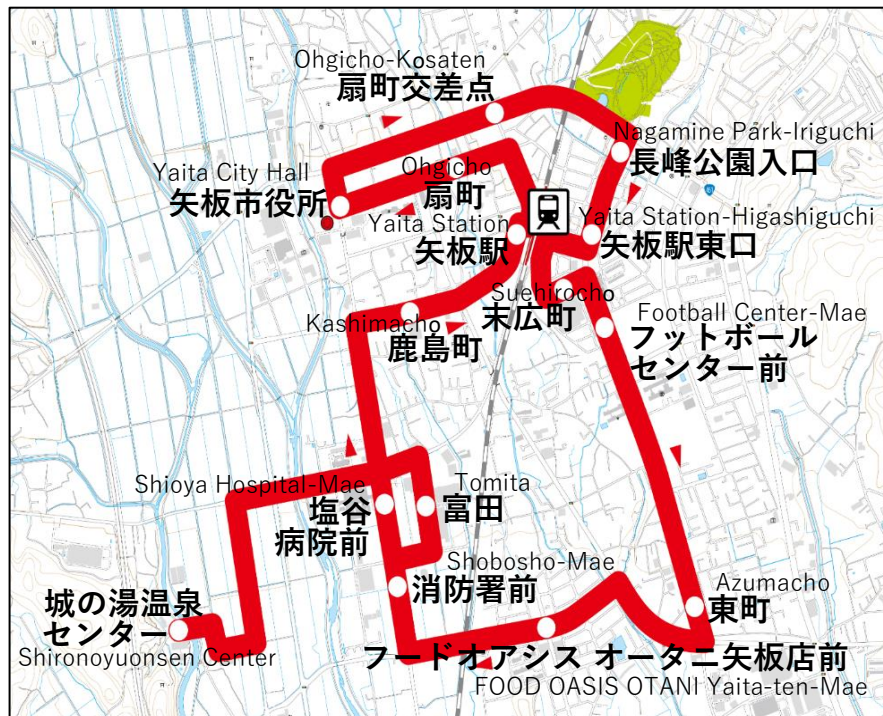 Ohgicho-Kosaten
扇町交差点
Nagamine Park-Iriguchi
長峰公園入口
Yaita City Hall
矢板市役所
Ohgicho
扇町
Yaita Station
矢板駅
Yaita Station-Higashiguchi
矢板駅東口
Suehirocho
末広町
Kashimacho
鹿島町
Football Center-Mae
フットボール
センター前
Shioya Hospital-Mae
塩谷
病院前
Tomita
富田
Shobosho-Mae
消防署前
Azumacho
東町
城の湯温泉
センター
Shironoyuonsen Center
フードオアシス オータニ矢板店前
FOOD OASIS OTANI Yaita-ten-Mae